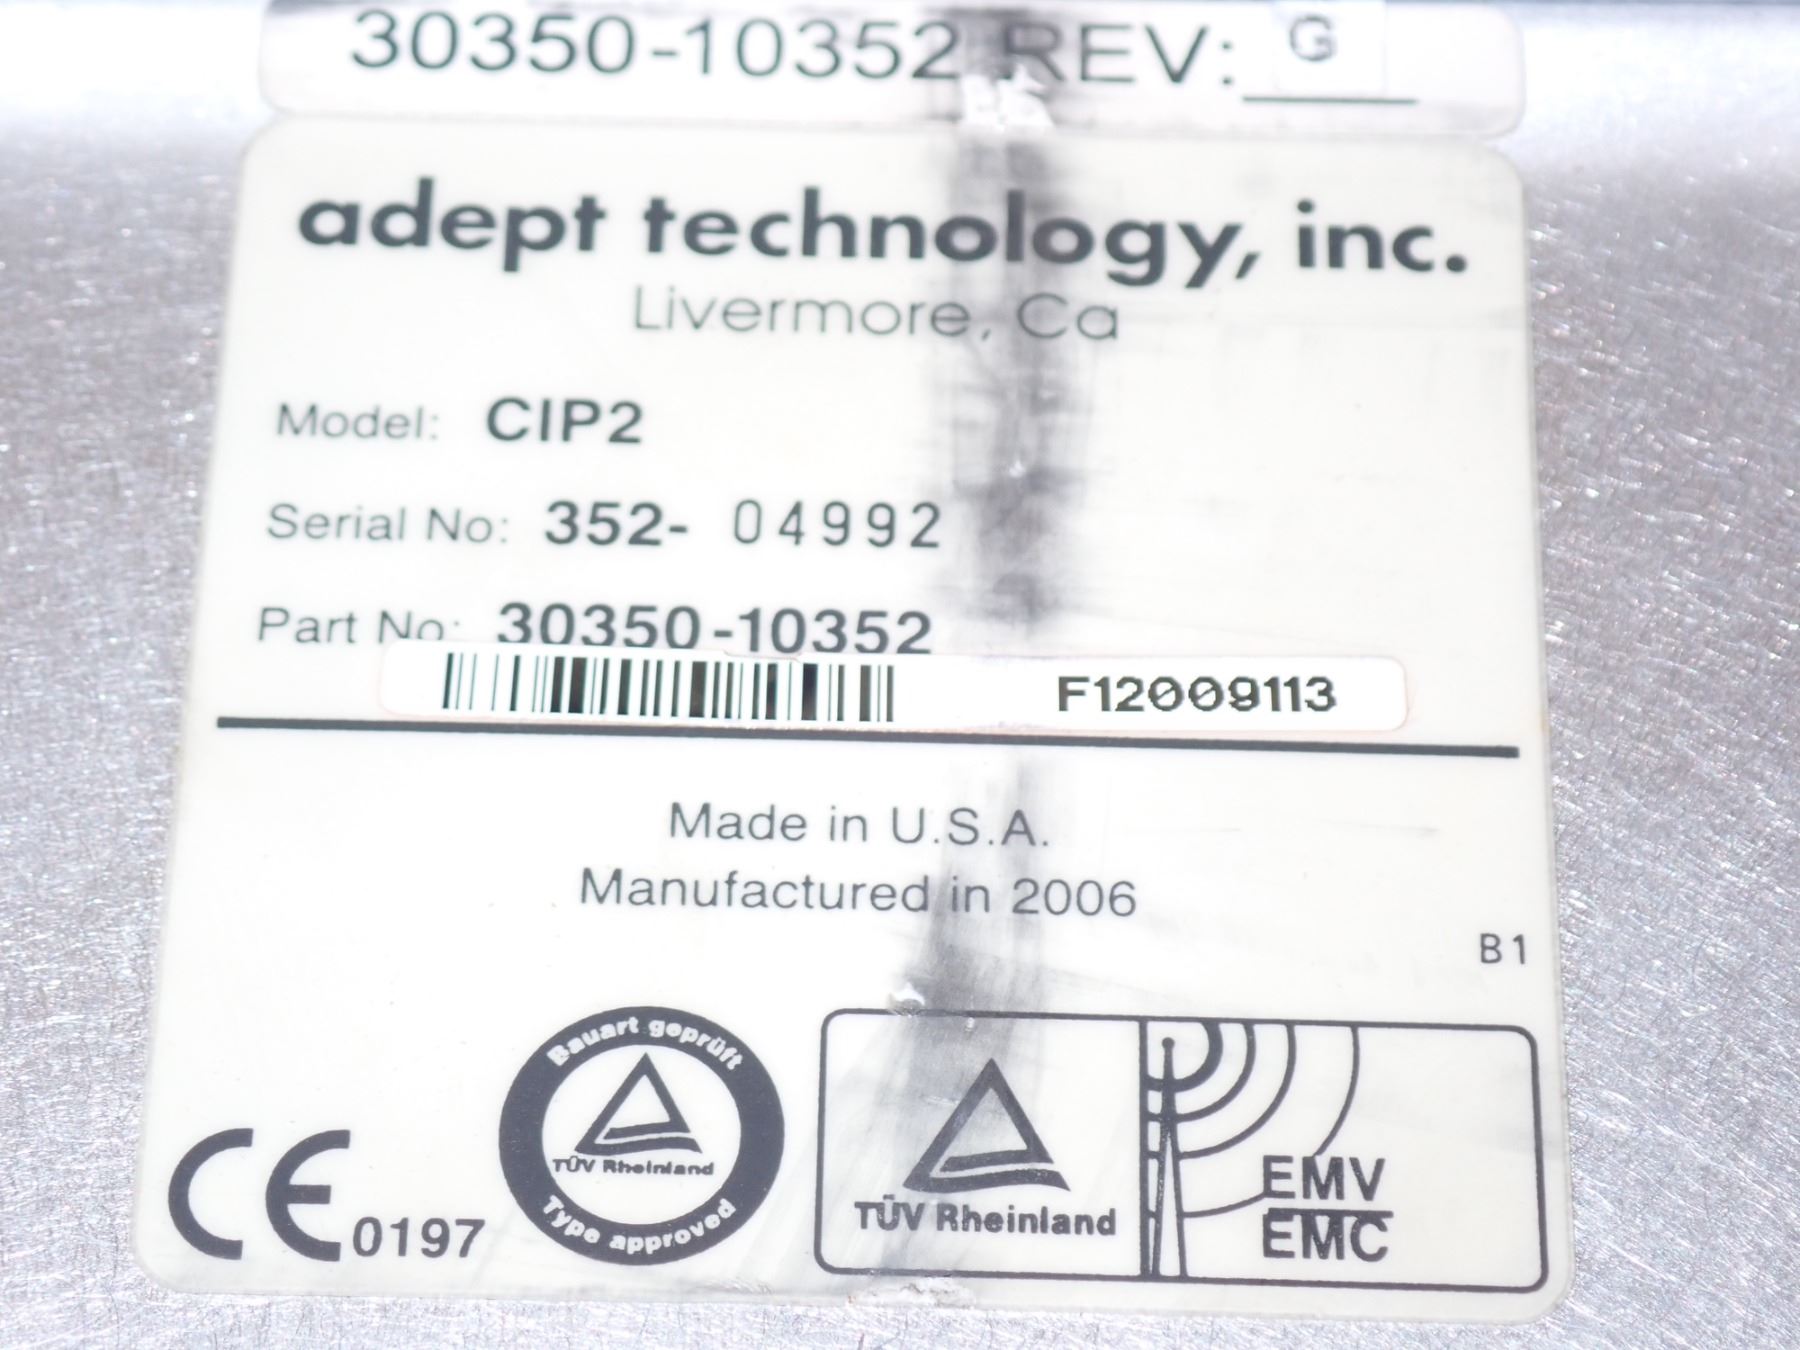 30350-10352 REV: G
adept technology, inc.
Livermore, Ca
Model: CIP2
Serial No: 352- 04992
Part No: 30350-10352
F12009113
Made in U.S.A.
Manufactured in 2006
B1
CE 0197
Bauart geprüft
TÜV Rheinland
Type approved
TÜV Rheinland
EMV
EMC